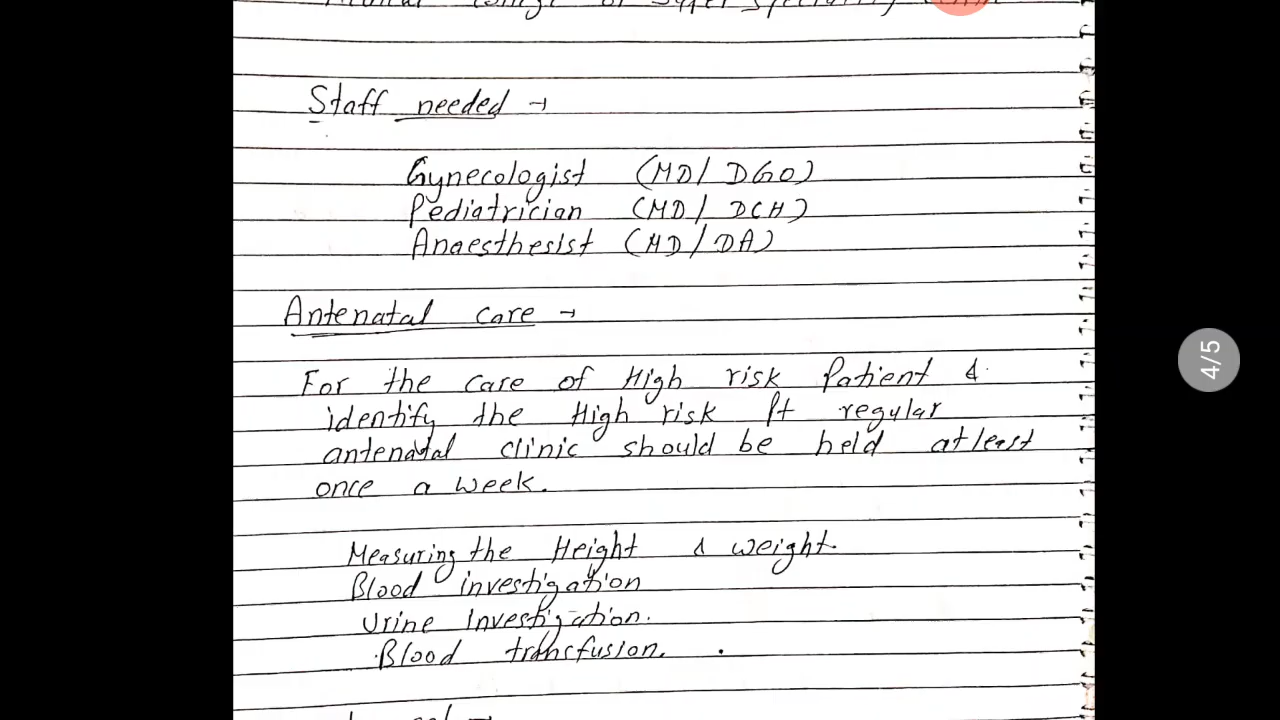 Staff needed →
Gynecologist (MD/ DGO)
Pediatrician (MD/ DCH)
Anaesthesist (MD/DA)
Antenatal care →
For the care of High risk Patient &
identify the High risk Pt regular
antenatal clinic should be held atleast
once a week.
Measuring the Height & weight.
Blood investigation
Urine Investigation.
Blood transfusion.
4/5